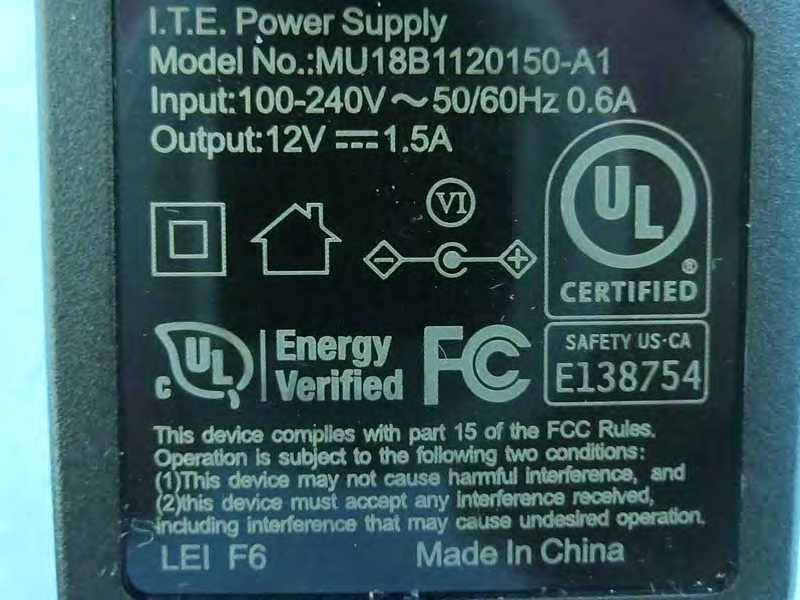 I.T.E. Power Supply
Model No.:MU18B1120150-A1
Input:100-240V ~ 50/60Hz 0.6A
Output:12V ⎓ 1.5A
VI
UL
®
CERTIFIED
SAFETY US-CA
E138754
c UL
Energy
Verified
FC
This device complies with part 15 of the FCC Rules.
Operation is subject to the following two conditions:
(1)This device may not cause harmful interference, and
(2)this device must accept any interference received,
including interference that may cause undesired operation.
LEI F6
Made In China